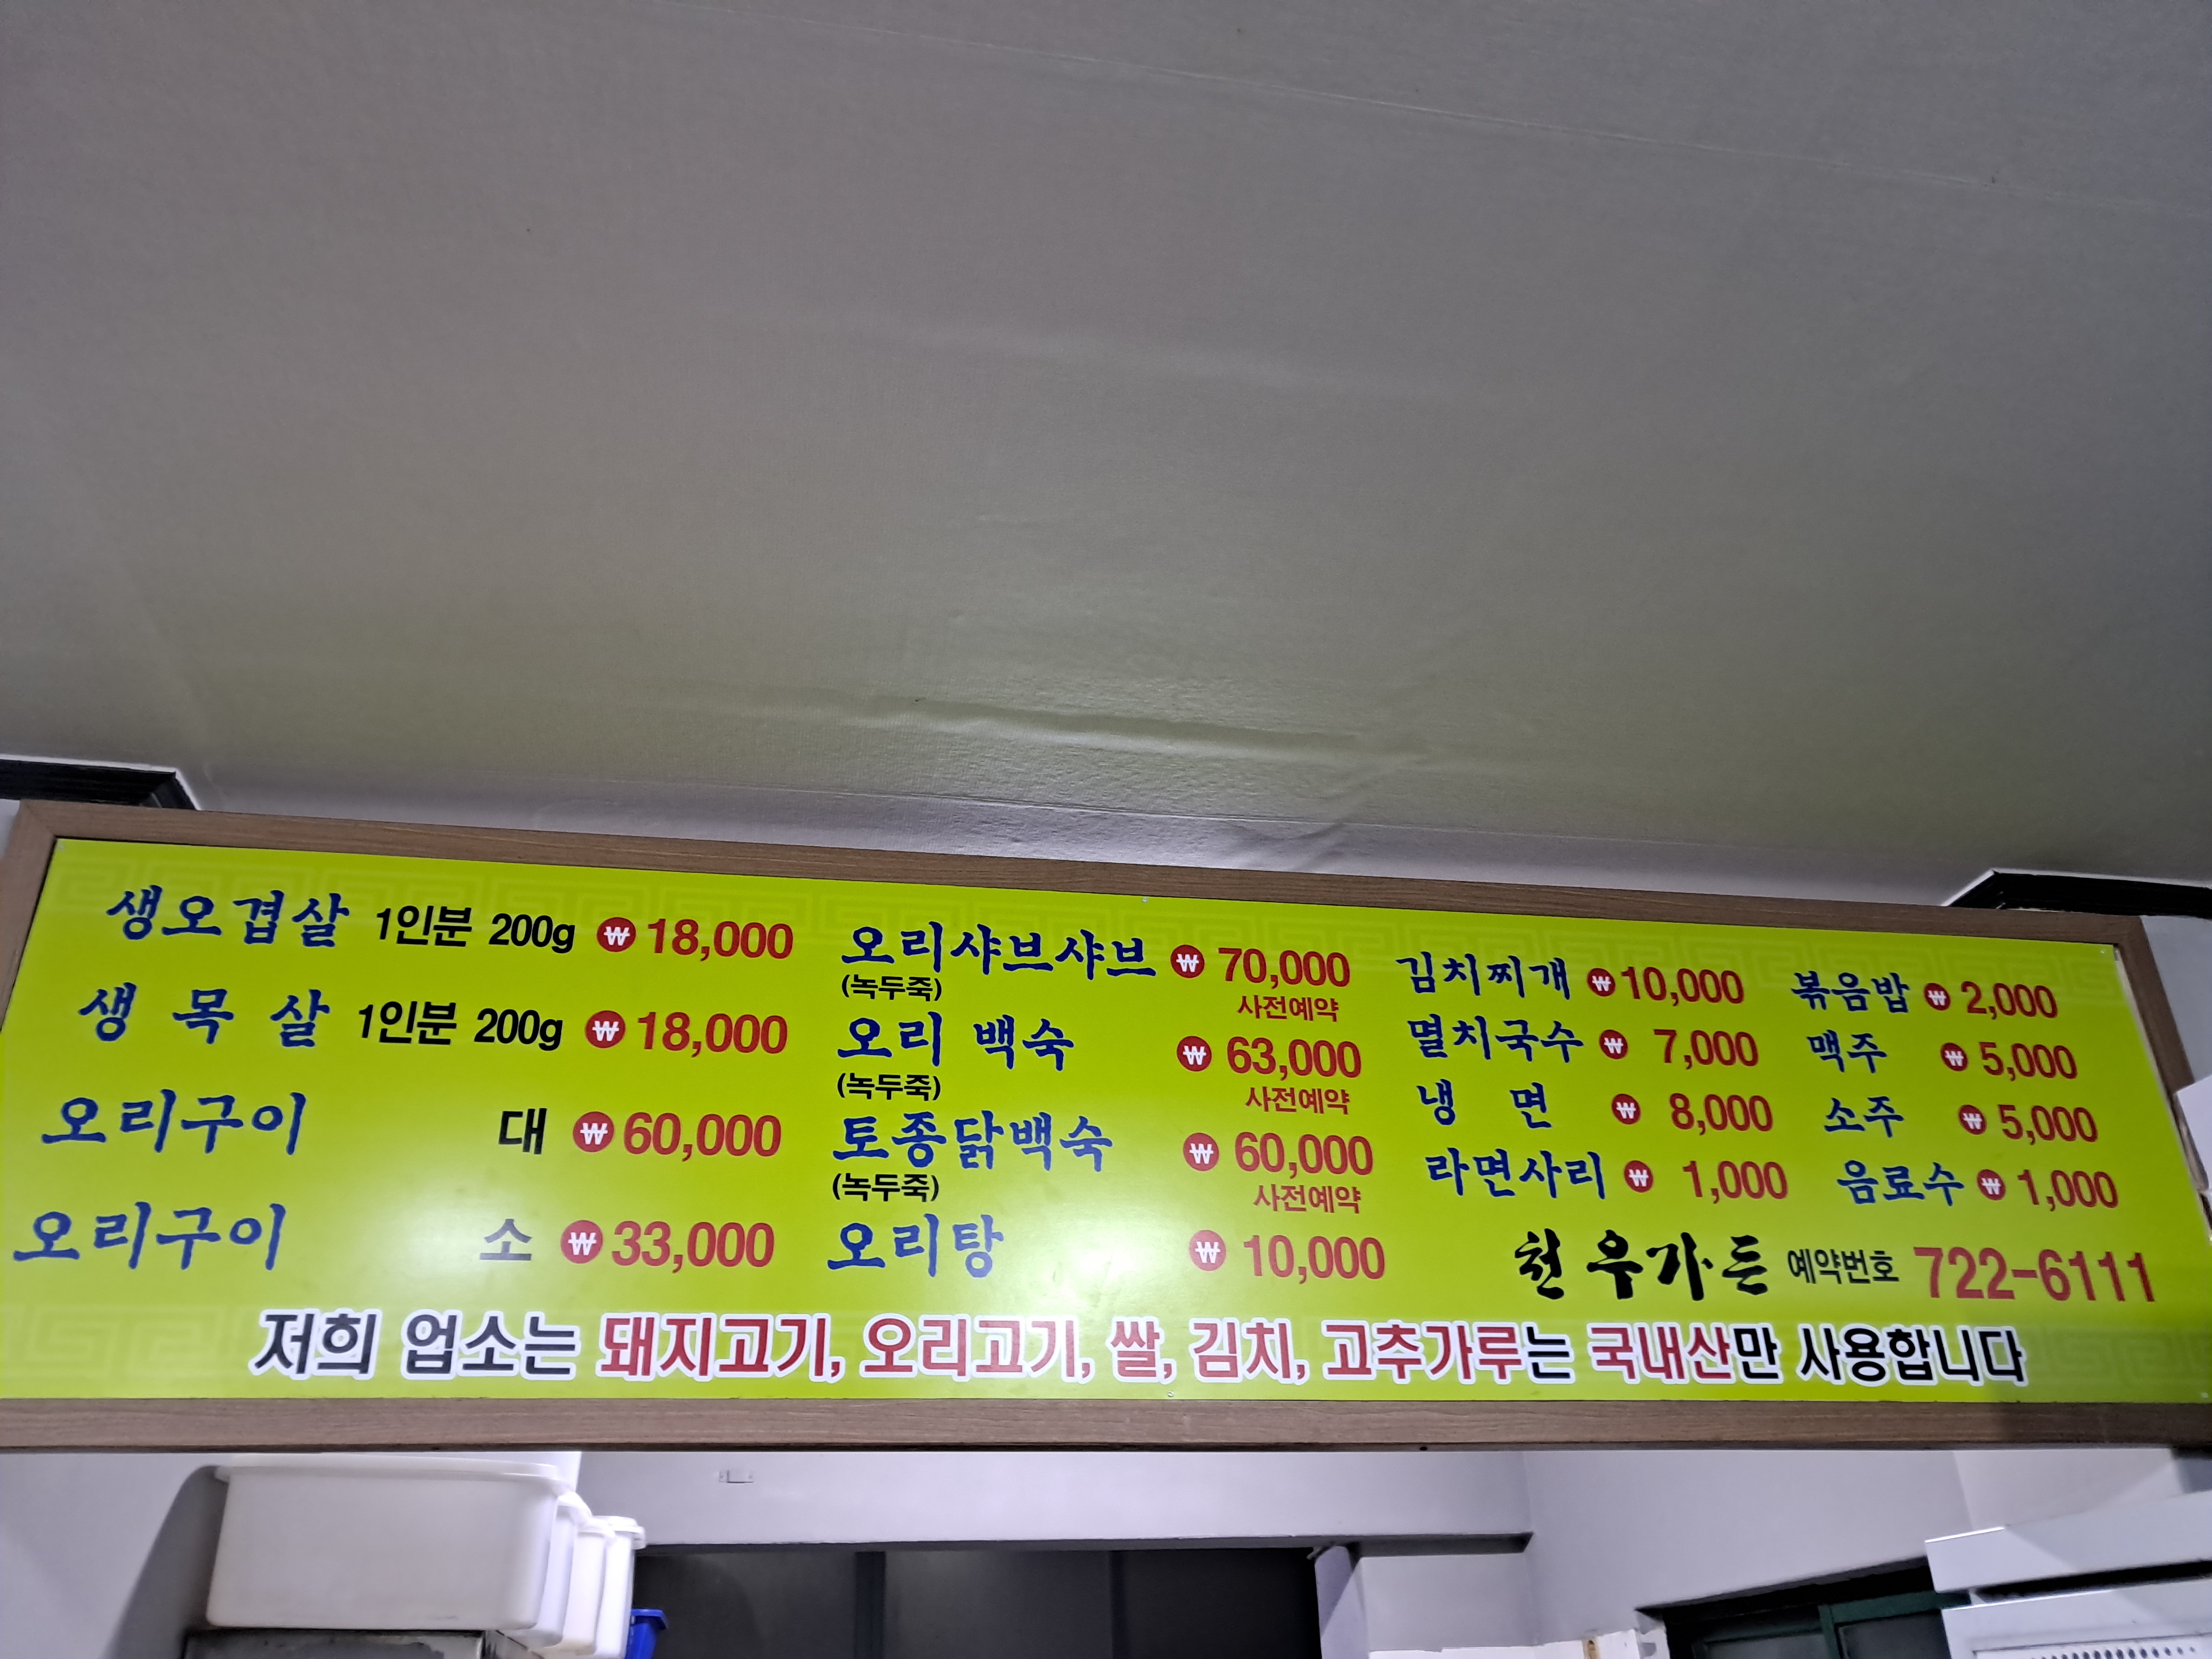 생오겹살 1인분 200g ₩ 18,000
생 목 살 1인분 200g ₩ 18,000
오리구이 대 ₩ 60,000
오리구이 소 ₩ 33,000
오리샤브샤브 ₩ 70,000
(녹두죽) 사전예약
오리 백숙 ₩ 63,000
(녹두죽) 사전예약
토종닭백숙 ₩ 60,000
(녹두죽) 사전예약
오리탕 ₩ 10,000
김치찌개 ₩ 10,000
멸치국수 ₩ 7,000
냉 면 ₩ 8,000
라면사리 ₩ 1,000
볶음밥 ₩ 2,000
맥주 ₩ 5,000
소주 ₩ 5,000
음료수 ₩ 1,000
천우가든 예약번호 722-6111
저희 업소는 돼지고기, 오리고기, 쌀, 김치, 고추가루는 국내산만 사용합니다